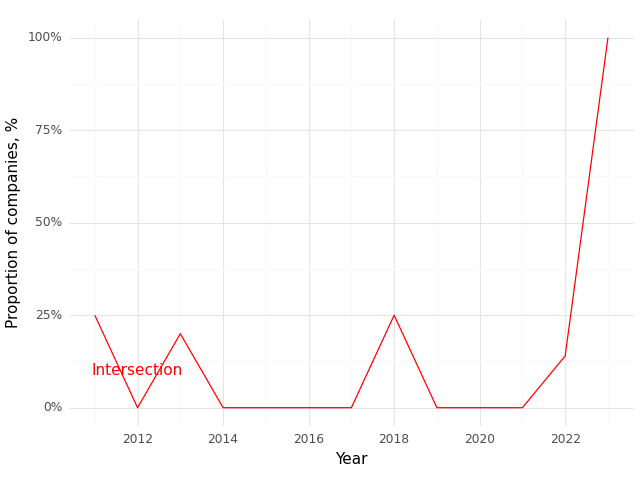 100%
75%
50%
25%
0%
Proportion of companies, %
Intersection
2012 2014 2016 2018 2020 2022
Year